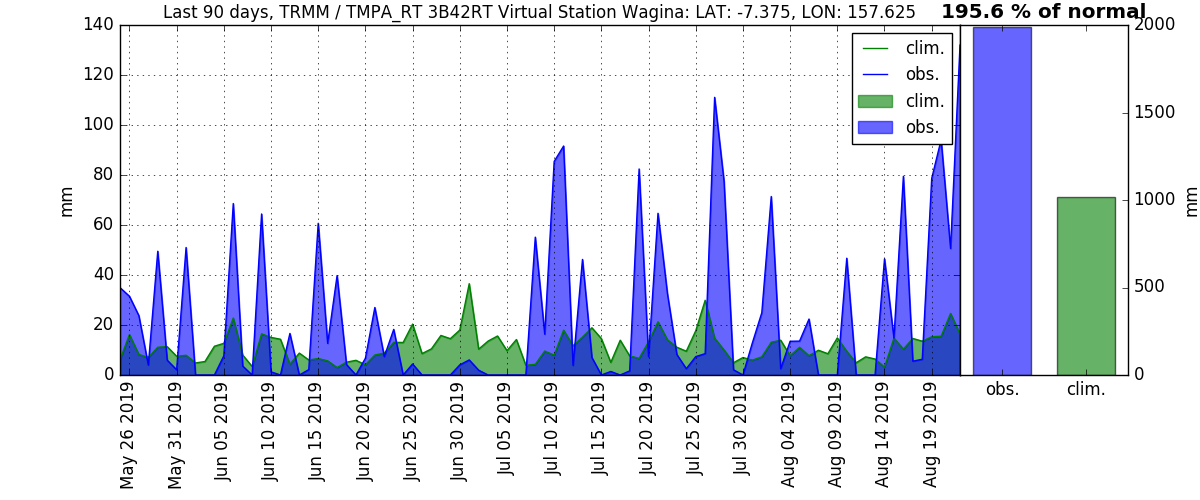 Last 90 days, TRMM / TMPA_RT 3B42RT Virtual Station Wagina: LAT: -7.375, LON: 157.625
195.6 % of normal
mm
140
120
100
80
60
40
20
0
clim.
obs.
clim.
obs.
May 26 2019
May 31 2019
Jun 05 2019
Jun 10 2019
Jun 15 2019
Jun 20 2019
Jun 25 2019
Jun 30 2019
Jul 05 2019
Jul 10 2019
Jul 15 2019
Jul 20 2019
Jul 25 2019
Jul 30 2019
Aug 04 2019
Aug 09 2019
Aug 14 2019
Aug 19 2019
2000
1500
1000
500
0
mm
obs.
clim.